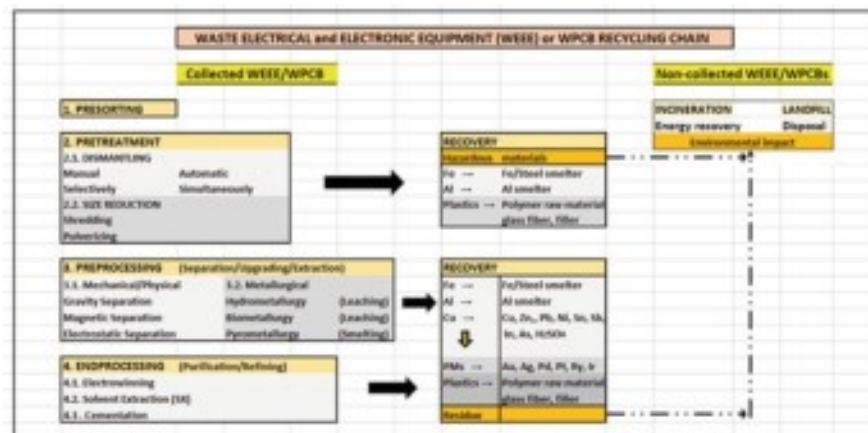 WASTE ELECTRICAL and ELECTRONIC EQUIPMENT (WEEE) or WPCB RECYCLING CHAIN
Collected WEEE/WPCB
Non-collected WEEE/WPCBs
1. PRESORTING
INCINERATION LANDFILL
Energy recovery Disposal
Environmental impact
2. PRETREATMENT
2.1. DISMANTLING
Manual Automatic
Selectively Simultaneously
2.2. SIZE REDUCTION
Shredding
Pulvericing
RECOVERY
Hazardous materials
Fe → Fe/Steel smelter
Al → Al smelter
Plastics → Polymer raw material
glass fiber, filler
3. PREPROCESSING (Separation/Upgrading/Extraction)
3.1. Mechanical/Physical 3.2. Metallurgical
Gravity Separation Hydrometallurgy (Leaching)
Magnetic Separation Biometallurgy (Leaching)
Electrostatic Separation Pyrometallurgy (Smelting)
RECOVERY
Fe → Fe/Steel smelter
Al → Al smelter
Cu → Cu, Zn, Pb, Ni, Sn, Sb,
In, As, H2SO4
PMs → Au, Ag, Pd, Pt, Ir
Plastics → Polymer raw material
glass fiber, filler
Residue
4. ENDPROCESSING (Purification/Refining)
4.1. Electrowinning
4.2. Solvent Extraction (SX)
4.3. Cementation